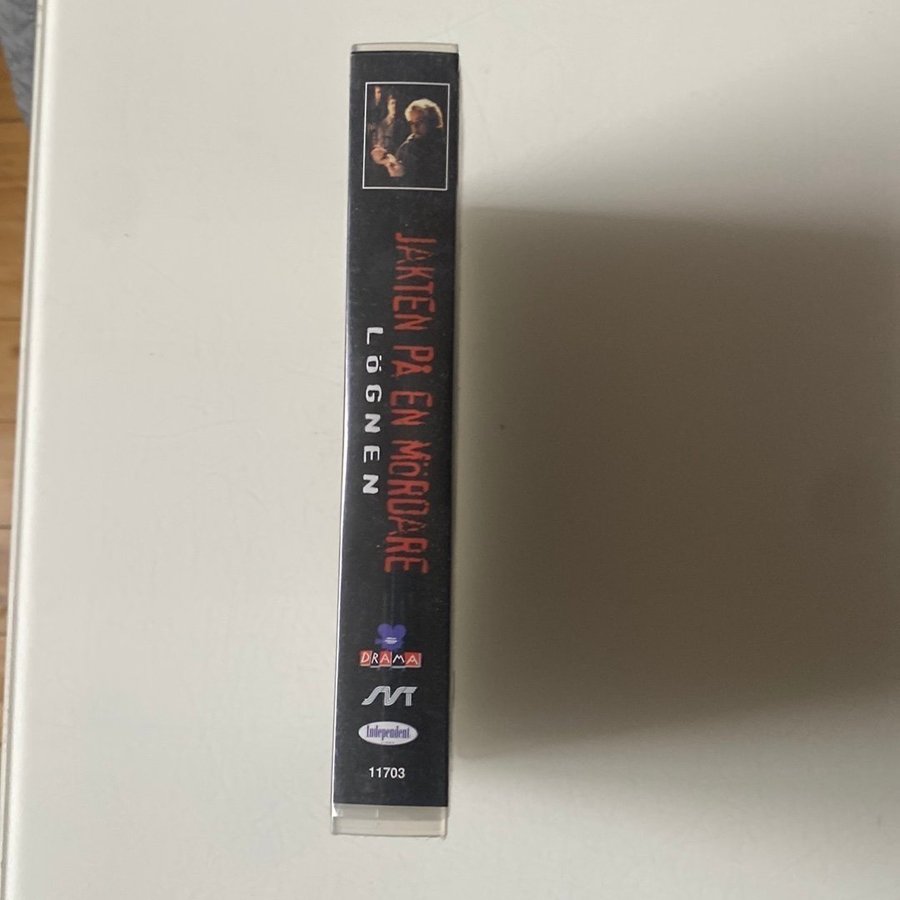 JAKTEN PÅ EN MÖRDARE
LÖGNEN
DRAMA
SVT
Independent
11703